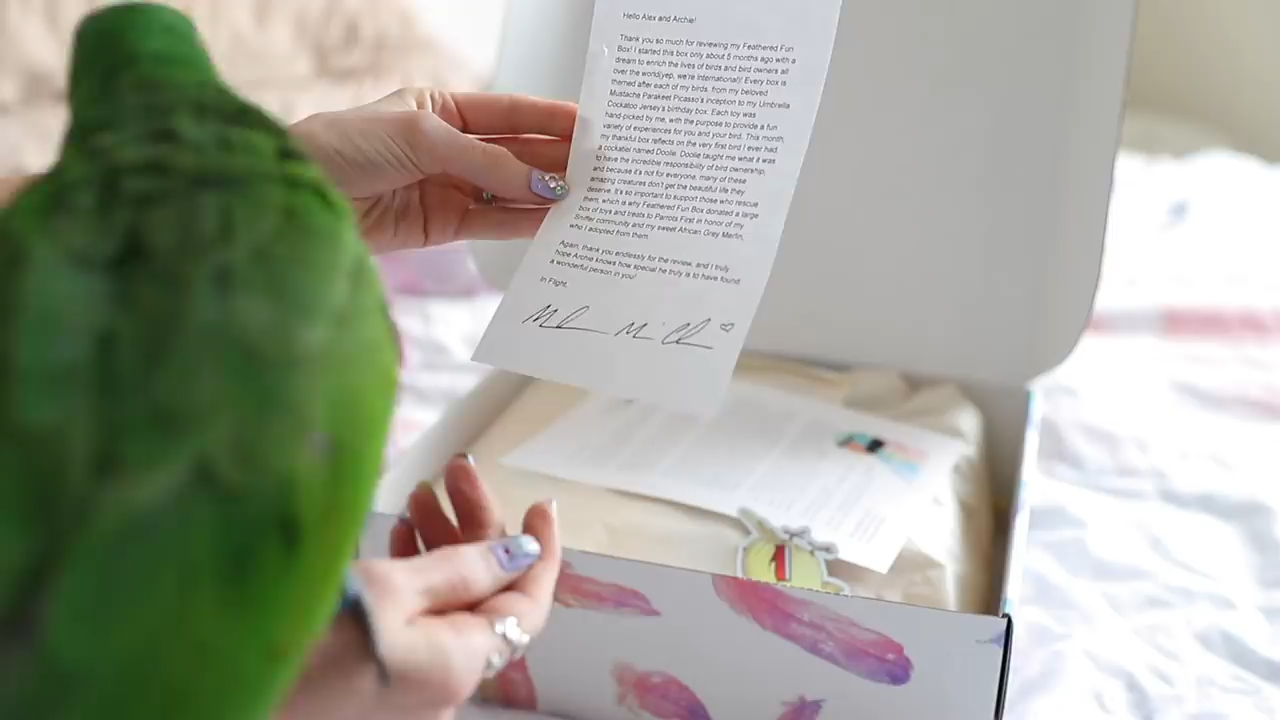 Hello Alex and Archie!
Thank you so much for reviewing my Feathered Fun
Box! I started this box only about 5 months ago with a
dream to enrich the lives of birds and bird owners all
over the world(yep, we're international)! Every box is
themed after each of my birds, from my beloved
Mustache Parakeet Picasso's inception to my Umbrella
Cockatoo Jersey's birthday box. Each toy was
hand-picked by me, with the purpose to provide a fun
variety of experiences for you and your bird. This month,
my thankful box reflects on the very first bird I ever had
a cockatiel named Doolie. Doolie taught me what it was
to have the incredible responsibility of bird ownership,
and because it's not for everyone, many of these
amazing creatures don't get the beautiful life they
deserve. It's so important to support those who rescue
them, which is why Feathered Fun Box donated a large
box of toys and treats to Parrots First in honor of my
Sniffer community and my sweet African Grey Merlin,
who I adopted from them.
Again, thank you endlessly for the review, and I truly
hope Archie knows how special he truly is to have found
a wonderful person in you!
In Flight,